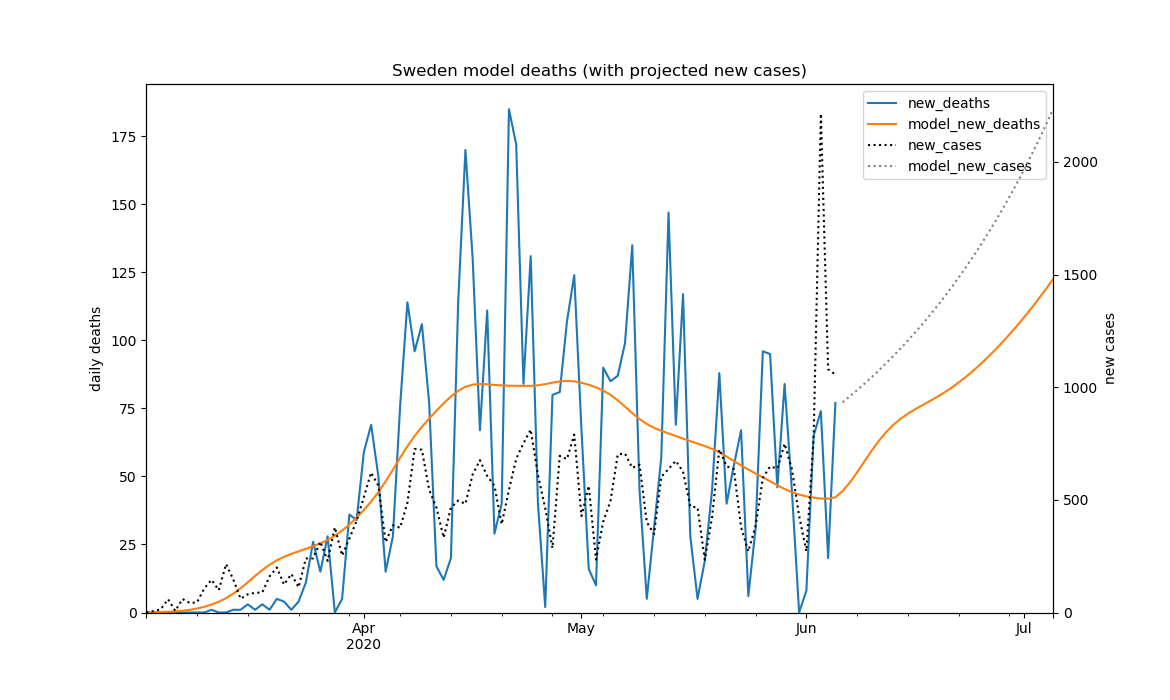 Sweden model deaths (with projected new cases)
new_deaths
model_new_deaths
new_cases
model_new_cases
175
150
125
100
75
50
25
0
daily deaths
2000
1500
1000
500
0
new cases
Apr
2020
May
Jun
Jul